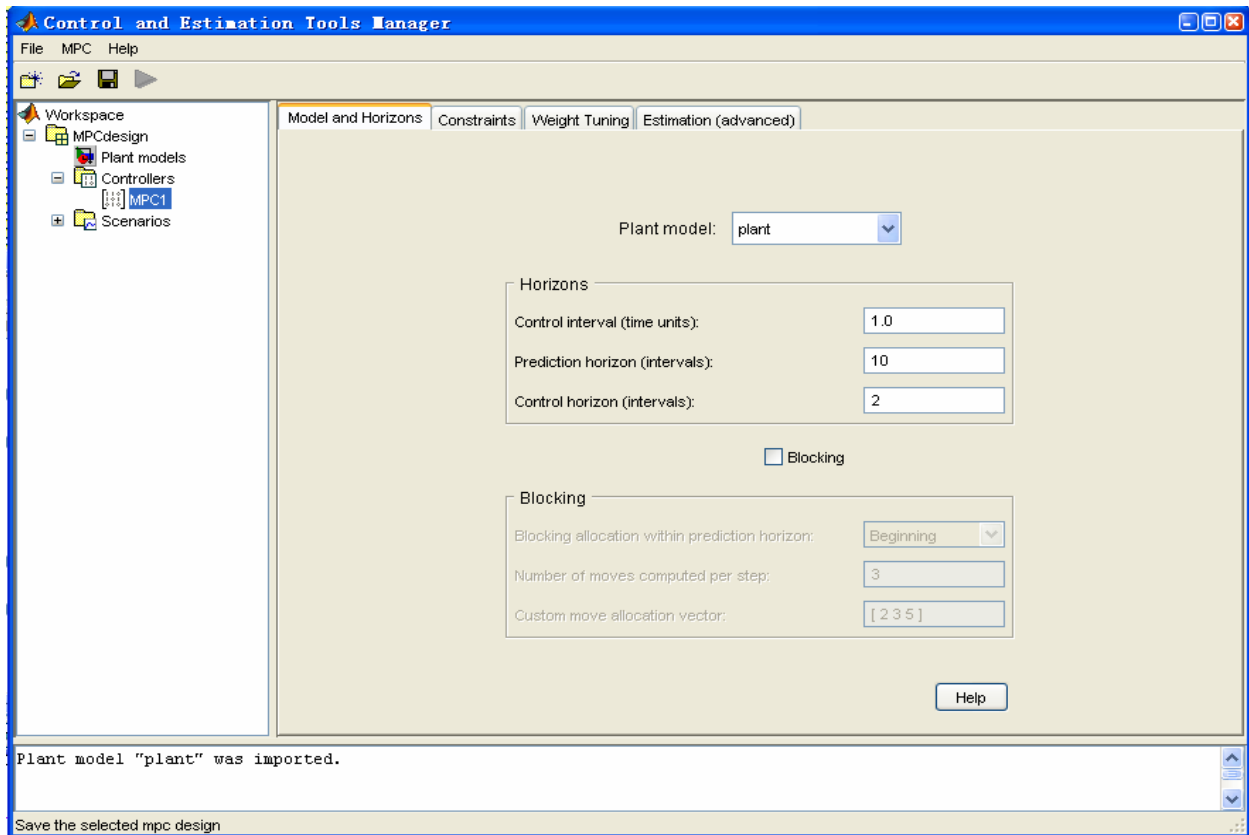 Control and Estimation Tools Manager
File MPC Help
Workspace
MPCdesign
Plant models
Controllers
MPC1
Scenarios
Model and Horizons Constraints Weight Tuning Estimation (advanced)
Plant model: plant
Horizons
Control interval (time units): 1.0
Prediction horizon (intervals): 10
Control horizon (intervals): 2
Blocking
Blocking
Blocking allocation within prediction horizon: Beginning
Number of moves computed per step: 3
Custom move allocation vector: [ 2 3 5 ]
Help
Plant model "plant" was imported.
Save the selected mpc design